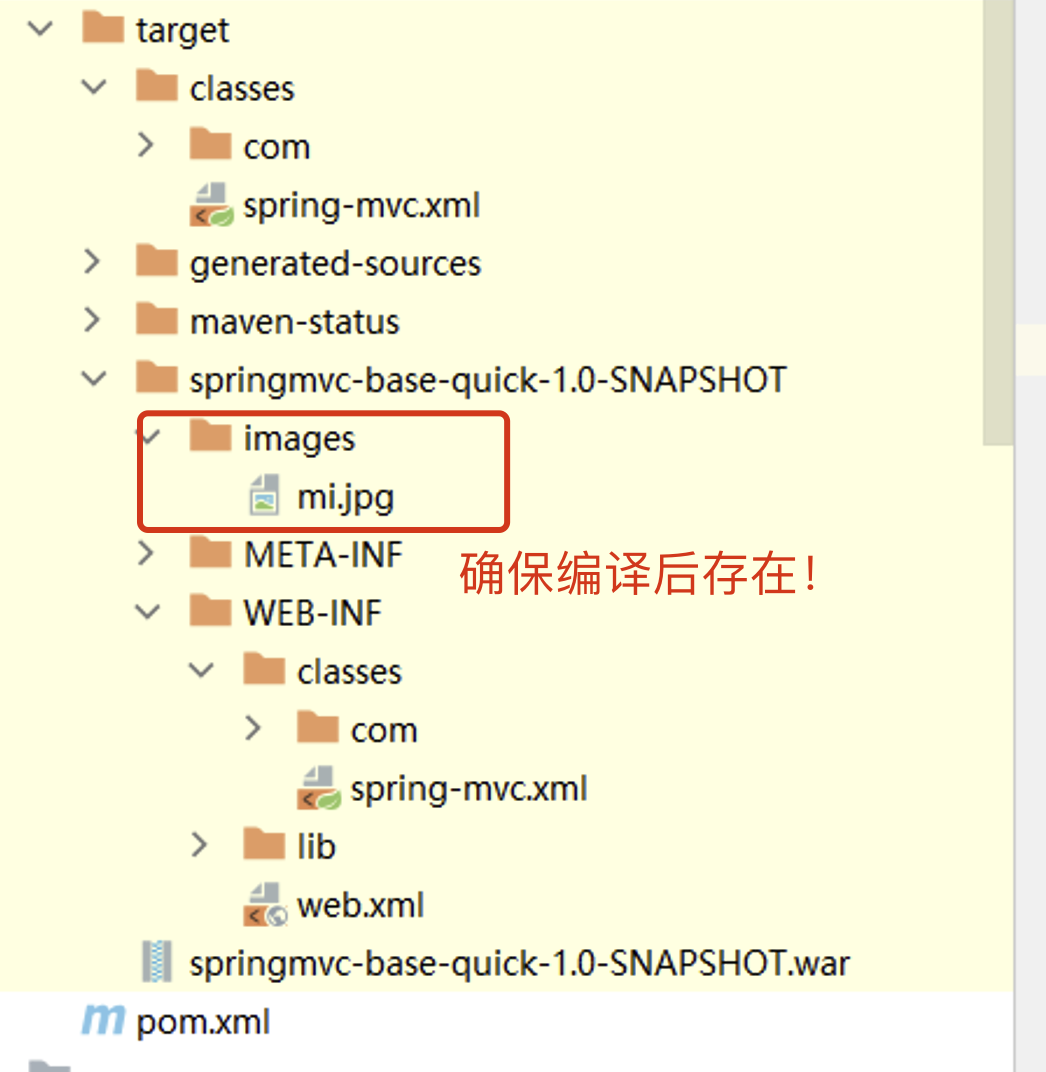 target
classes
com
spring-mvc.xml
generated-sources
maven-status
springmvc-base-quick-1.0-SNAPSHOT
images
mi.jpg
META-INF
确保编译后存在！
WEB-INF
classes
com
spring-mvc.xml
lib
web.xml
springmvc-base-quick-1.0-SNAPSHOT.war
pom.xml